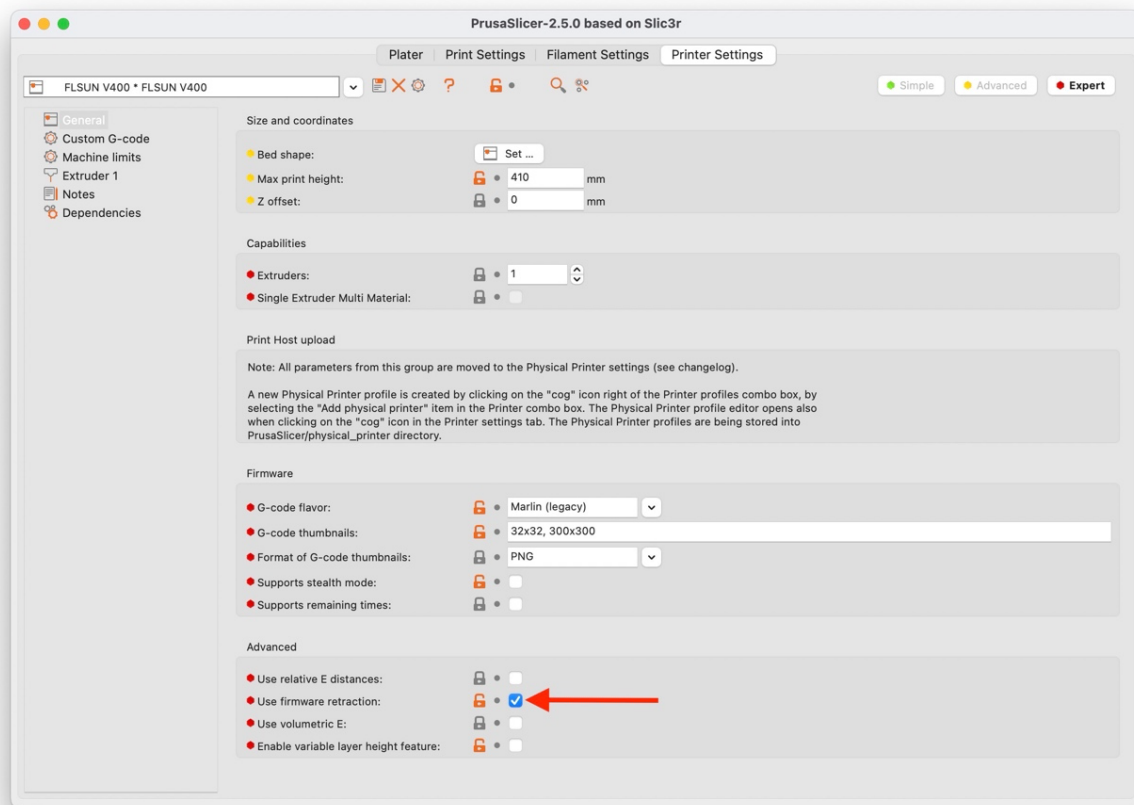 PrusaSlicer-2.5.0 based on Slic3r
Plater Print Settings Filament Settings Printer Settings
FLSUN V400 * FLSUN V400 ? Simple Advanced Expert
General
Custom G-code
Machine limits
Extruder 1
Notes
Dependencies
Size and coordinates
Bed shape: Set ...
Max print height: 410 mm
Z offset: 0 mm
Capabilities
Extruders: 1
Single Extruder Multi Material:
Print Host upload
Note: All parameters from this group are moved to the Physical Printer settings (see changelog).
A new Physical Printer profile is created by clicking on the "cog" icon right of the Printer profiles combo box, by
selecting the "Add physical printer" item in the Printer combo box. The Physical Printer profile editor opens also
when clicking on the "cog" icon in the Printer settings tab. The Physical Printer profiles are being stored into
PrusaSlicer/physical_printer directory.
Firmware
G-code flavor: Marlin (legacy)
G-code thumbnails: 32x32, 300x300
Format of G-code thumbnails: PNG
Supports stealth mode:
Supports remaining times:
Advanced
Use relative E distances:
Use firmware retraction:
Use volumetric E:
Enable variable layer height feature: